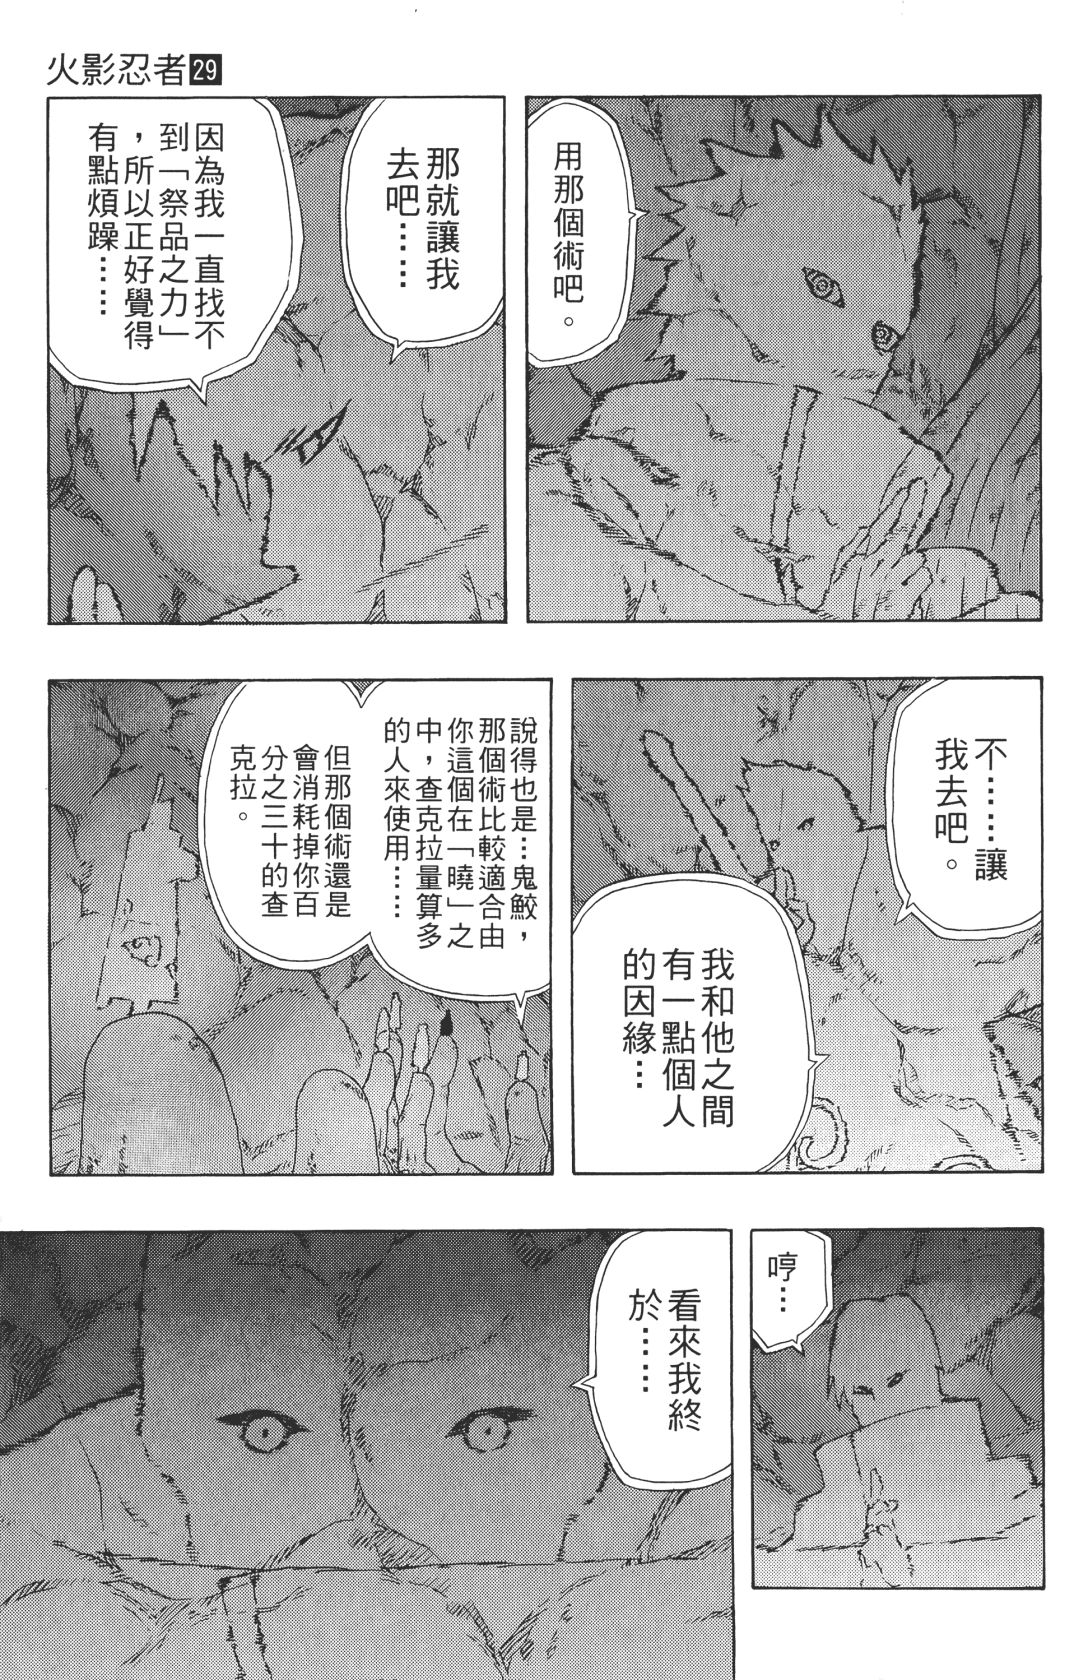 火影忍者29
用那個術吧。
那就讓我
去吧⋯⋯
因為我一直找不
到「祭品之力」
，所以正好覺得
有點煩躁⋯⋯
不⋯⋯讓
我去吧。
我和他之間
有一點個人
的因緣⋯
說得也是⋯鬼鮫，
那個術比較適合由
你這個在「曉」之
中，查克拉量算多
的人來使用⋯⋯
但那個術還是
會消耗掉你百
分之三十的查
克拉。
哼⋯
看來我終
於⋯⋯